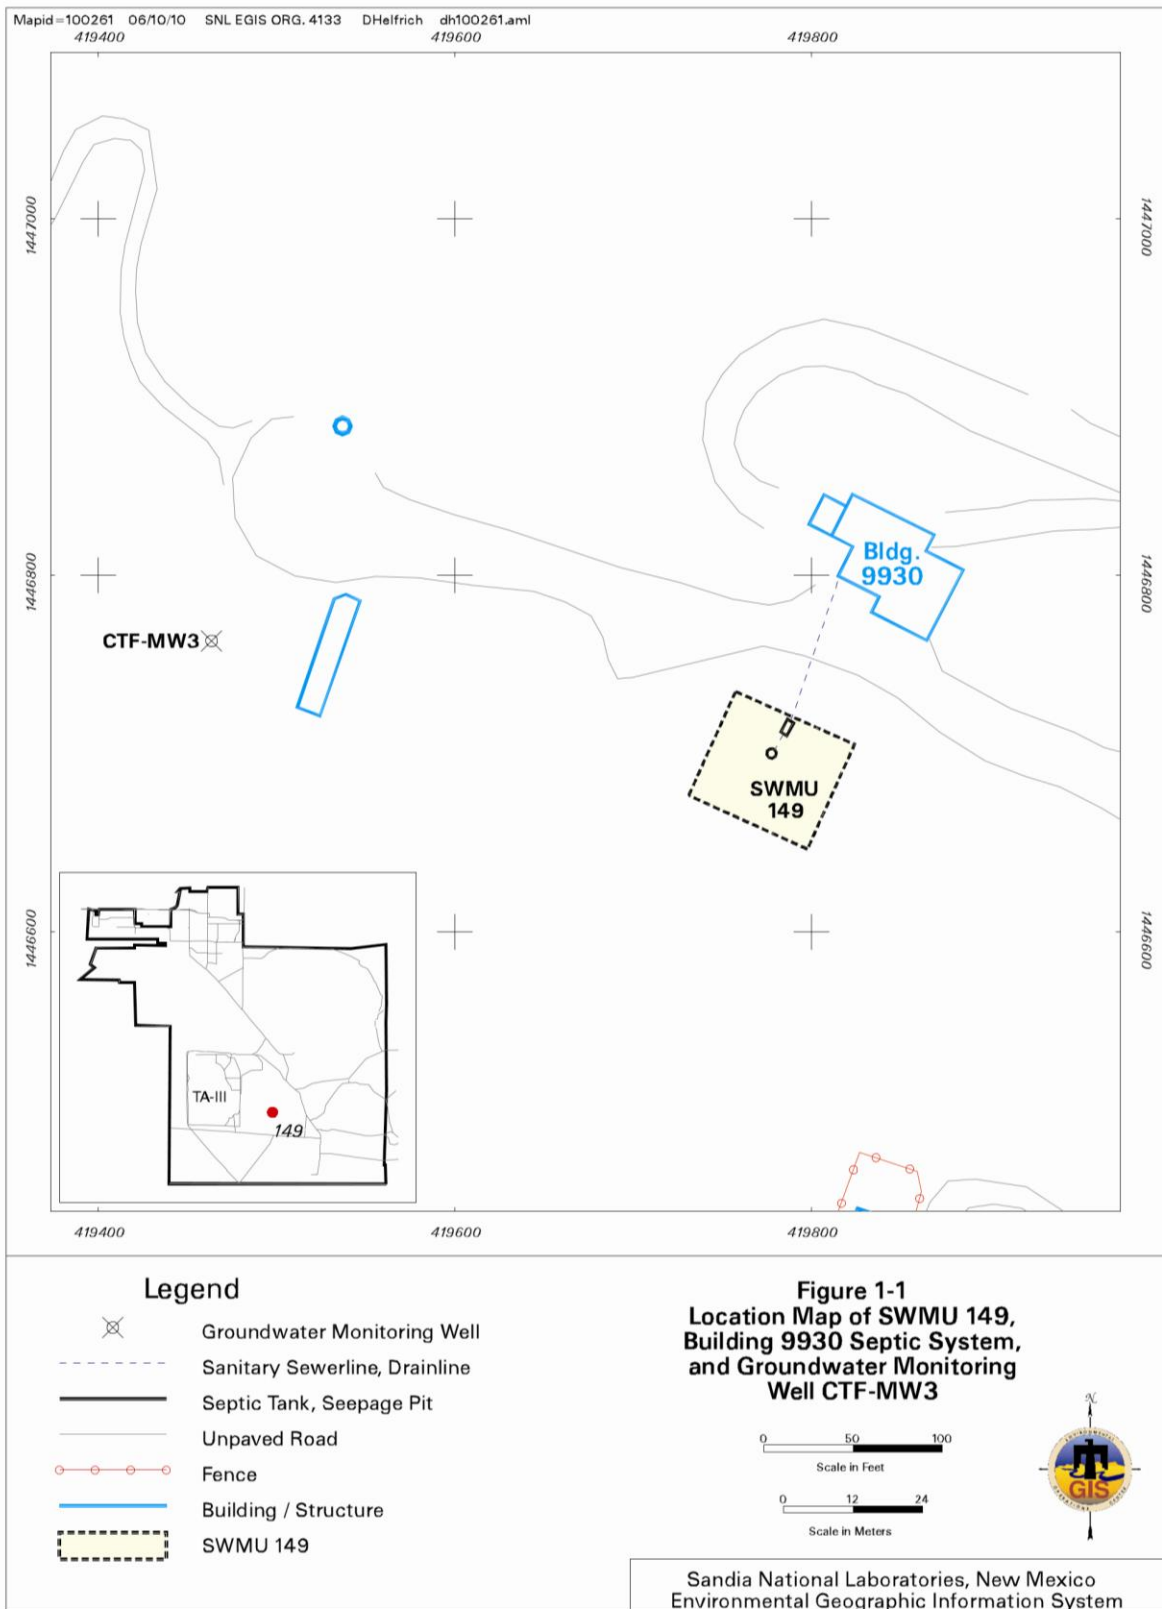 Mapid=100261 06/10/10 SNL EGIS ORG. 4133 DHelfrich dh100261.aml
419400 419600 419800
1447000 1447000
Bldg.
9930
1446800 1446800
CTF-MW3
SWMU
149
1446600 1446600
TA-III
149
419400 419600 419800
Legend
Groundwater Monitoring Well
Sanitary Sewerline, Drainline
Septic Tank, Seepage Pit
Unpaved Road
Fence
Building / Structure
SWMU 149
Figure 1-1
Location Map of SWMU 149,
Building 9930 Septic System,
and Groundwater Monitoring
Well CTF-MW3
0 50 100
Scale in Feet
0 12 24
Scale in Meters
N
GIS
Sandia National Laboratories, New Mexico
Environmental Geographic Information System